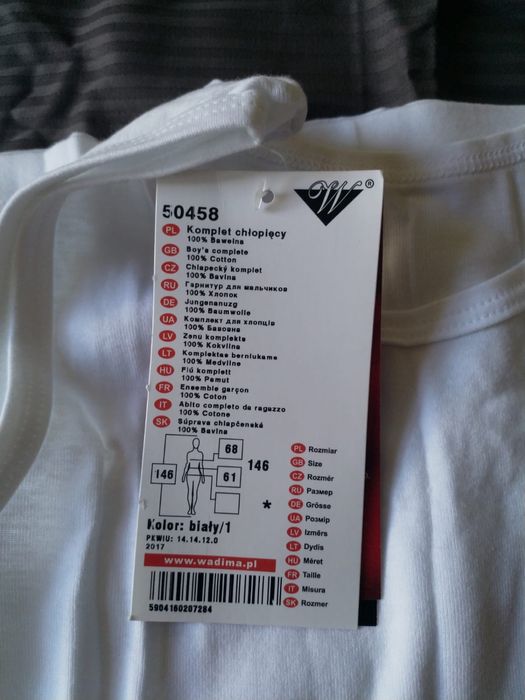 W ®
50458
PL Komplet chłopięcy
100% Bawełna
GB Boy's complete
100% Cotton
CZ Chlapecký komplet
100% Bavlna
RU Гарнитур для мальчиков
100% Хлопок
DE Jungenanuzg
100% Baumwolle
UA Комплект для хлопців
100% Бавовна
LV Zenu komplekts
100% Kokvilna
LT Komplektas berniukame
100% Medvilne
HU Fiú komplett
100% Pamut
FR Ensemble garçon
100% Coton
IT Abito completo da ragazzo
100% Cotone
SK Súprava chlapčenská
100% Bavlna
146
68
61
146
*
Kolor: biały/1
PKWIU: 14.14.12.0
2017
www.wadima.pl
5904160207284
PL Rozmiar
GB Size
CZ Rozměr
RU Размер
DE Grösse
UA Розмір
LV Izmērs
LT Dydis
HU Méret
FR Taille
IT Misura
SK Rozmer